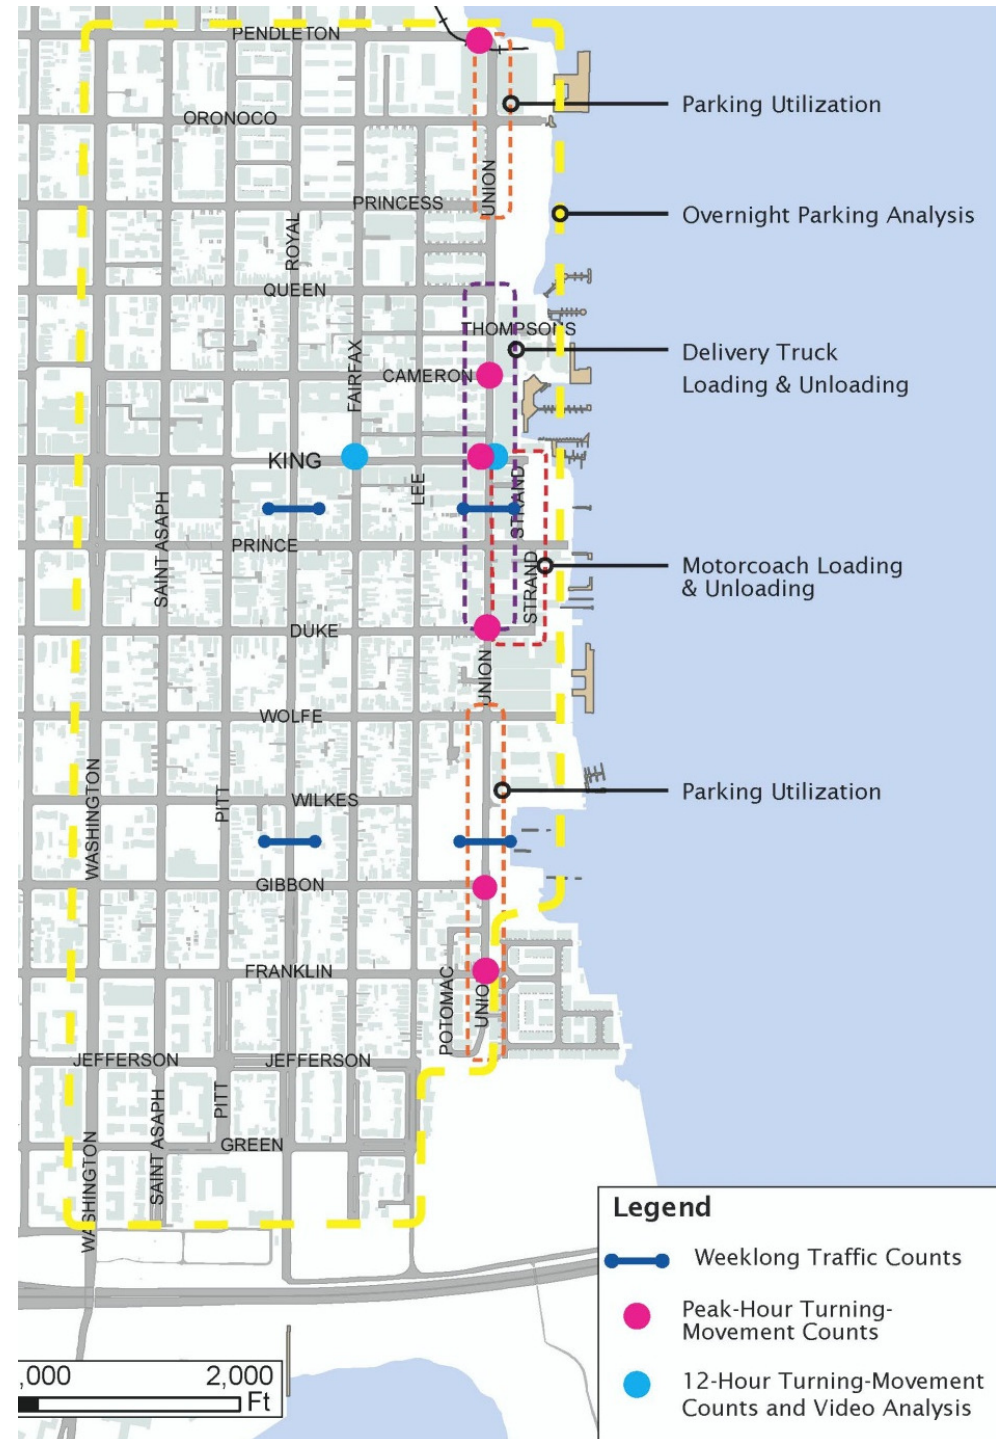 PENDLETON
Parking Utilization
ORONOCO
UNION
PRINCESS
Overnight Parking Analysis
ROYAL
QUEEN
THOMPSONS
Delivery Truck
Loading & Unloading
FAIRFAX
CAMERON
KING
LEE
STRAND
SAINT ASAPH
PRINCE
STRAND
Motorcoach Loading
& Unloading
DUKE
UNION
WOLFE
WASHINGTON
PITT
WILKES
Parking Utilization
GIBBON
FRANKLIN
POTOMAC
UNIO
JEFFERSON
JEFFERSON
PITT
SAINT ASAPH
GREEN
WASHINGTON
Legend
Weeklong Traffic Counts
Peak-Hour Turning-
Movement Counts
12-Hour Turning-Movement
Counts and Video Analysis
,000
2,000
Ft